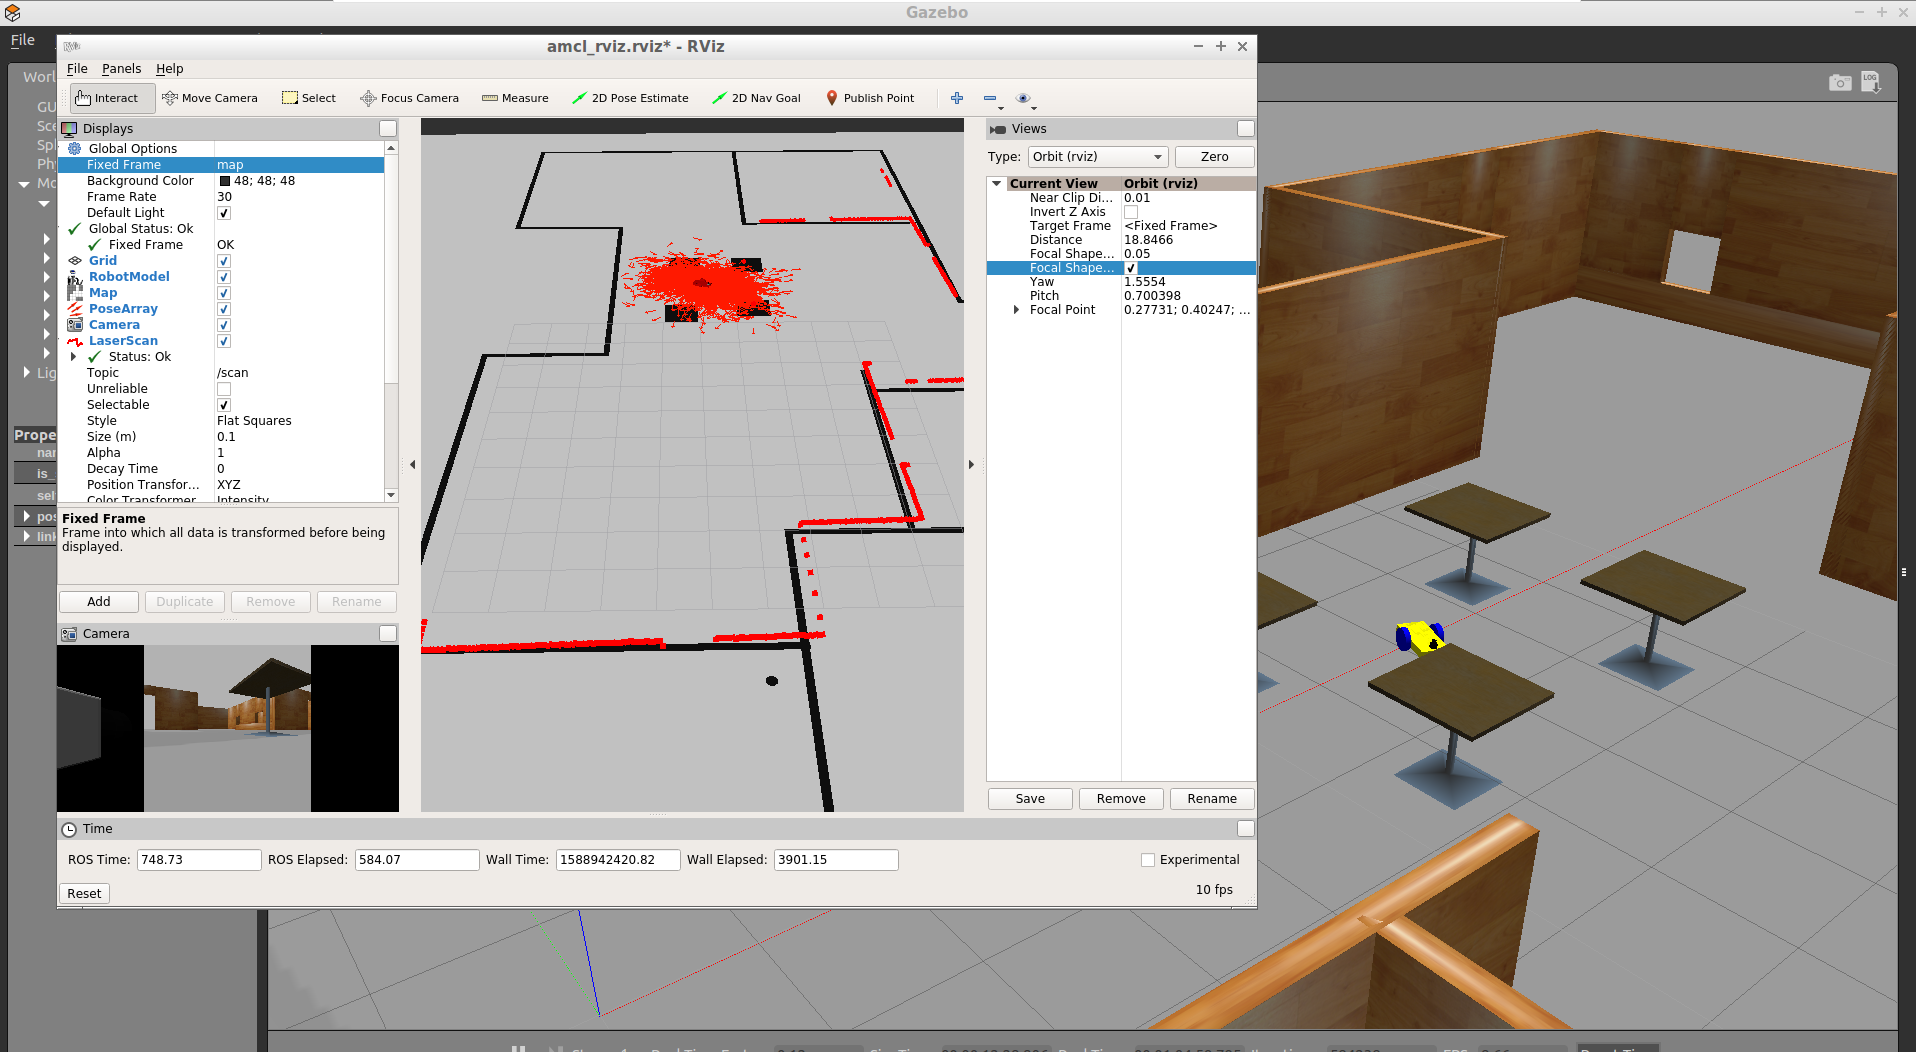 Gazebo
File
Worl
GU
Sce
Sph
Phy
Mo
Lig
Prope
nam
is_
self
pos
link
LOG
RViz
amcl_rviz.rviz* - RViz
File Panels Help
Interact Move Camera Select Focus Camera Measure 2D Pose Estimate 2D Nav Goal Publish Point
Displays
Global Options
Fixed Frame map
Background Color 48; 48; 48
Frame Rate 30
Default Light
Global Status: Ok
Fixed Frame OK
Grid
RobotModel
Map
PoseArray
Camera
LaserScan
Status: Ok
Topic /scan
Unreliable
Selectable
Style Flat Squares
Size (m) 0.1
Alpha 1
Decay Time 0
Position Transfor... XYZ
Color Transformer Intensity
Fixed Frame
Frame into which all data is transformed before being
displayed.
Add Duplicate Remove Rename
Camera
Views
Type: Orbit (rviz) Zero
Current View Orbit (rviz)
Near Clip Di... 0.01
Invert Z Axis
Target Frame <Fixed Frame>
Distance 18.8466
Focal Shape... 0.05
Focal Shape...
Yaw 1.5554
Pitch 0.700398
Focal Point 0.27731; 0.40247; ...
Save Remove Rename
Time
ROS Time: 748.73 ROS Elapsed: 584.07 Wall Time: 1588942420.82 Wall Elapsed: 3901.15 Experimental
Reset
10 fps